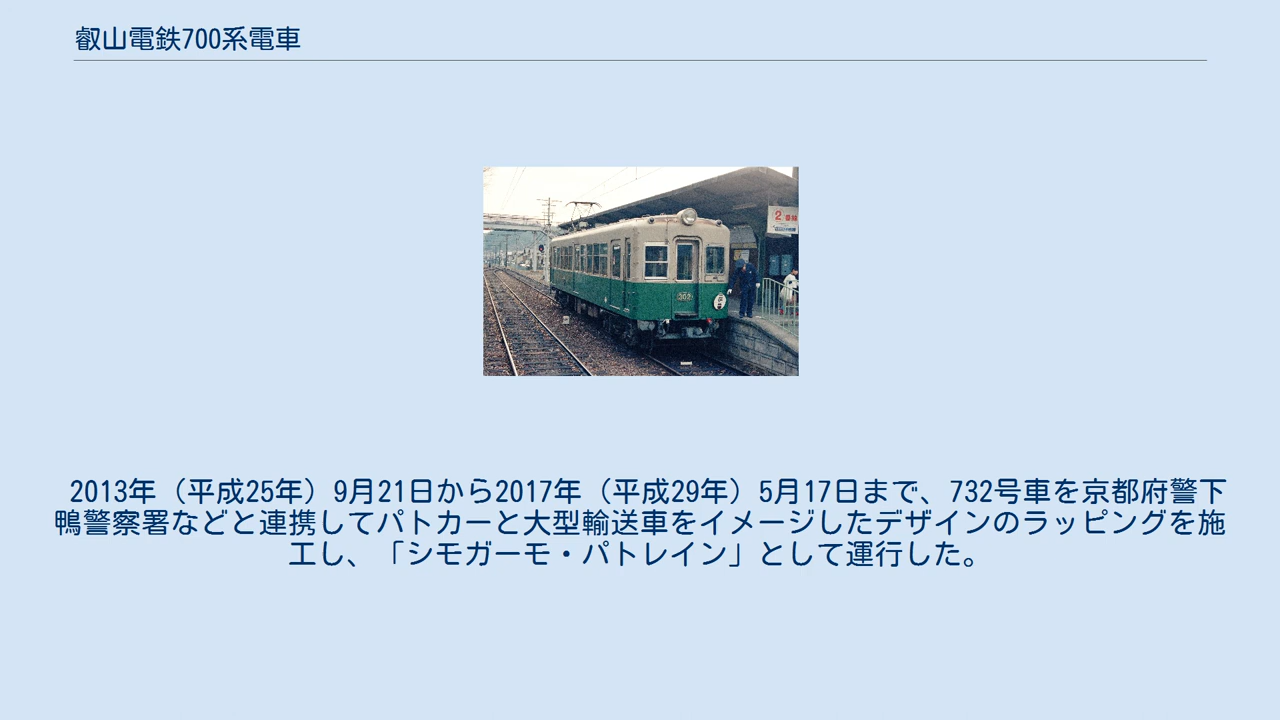 叡山電鉄700系電車
2番線
302
2013年（平成25年）9月21日から2017年（平成29年）5月17日まで、732号車を京都府警下
鴨警察署などと連携してパトカーと大型輸送車をイメージしたデザインのラッピングを施
工し、「シモガーモ・パトレイン」として運行した。